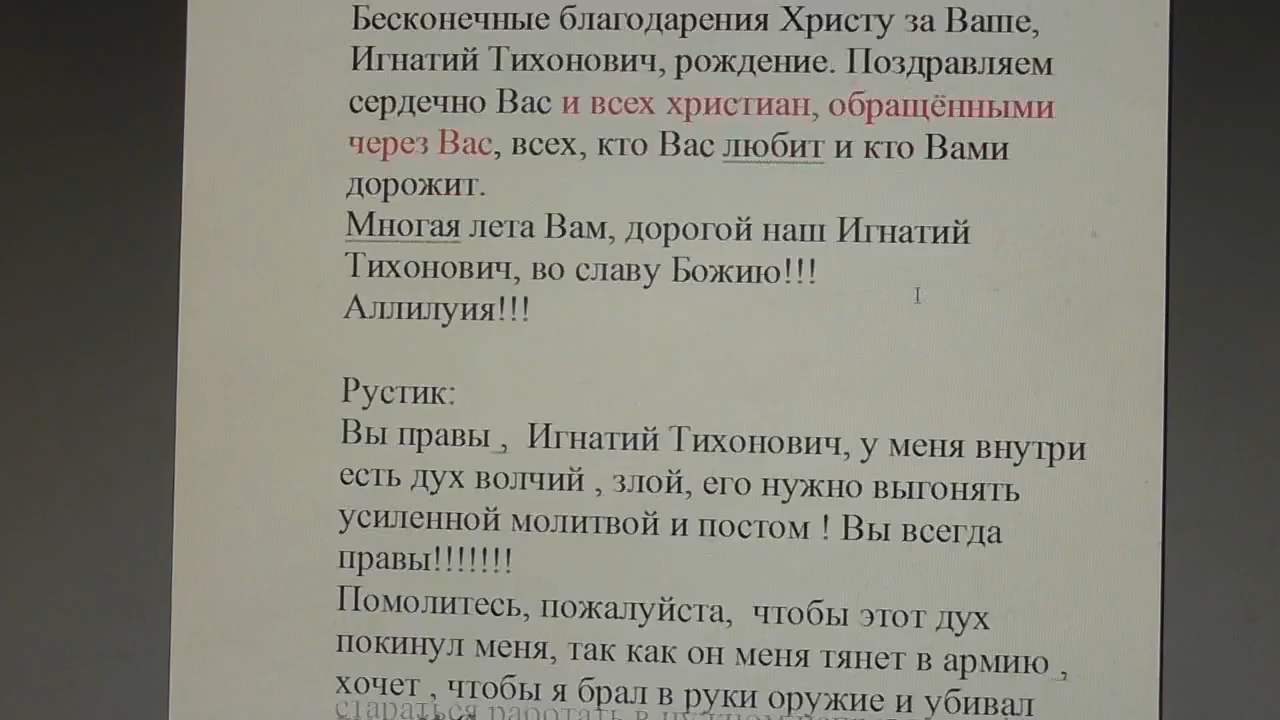 Бесконечные благодарения Христу за Ваше,
Игнатий Тихонович, рождение. Поздравляем
сердечно Вас и всех христиан, обращёнными
через Вас, всех, кто Вас любит и кто Вами
дорожит.
Многая лета Вам, дорогой наш Игнатий
Тихонович, во славу Божию!!!
Аллилуия!!!
Рустик:
Вы правы , Игнатий Тихонович, у меня внутри
есть дух волчий , злой, его нужно выгонять
усиленной молитвой и постом ! Вы всегда
правы!!!!!!!
Помолитесь, пожалуйста, чтобы этот дух
покинул меня, так как он меня тянет в армию ,
хочет , чтобы я брал в руки оружие и убивал
стараться работать в